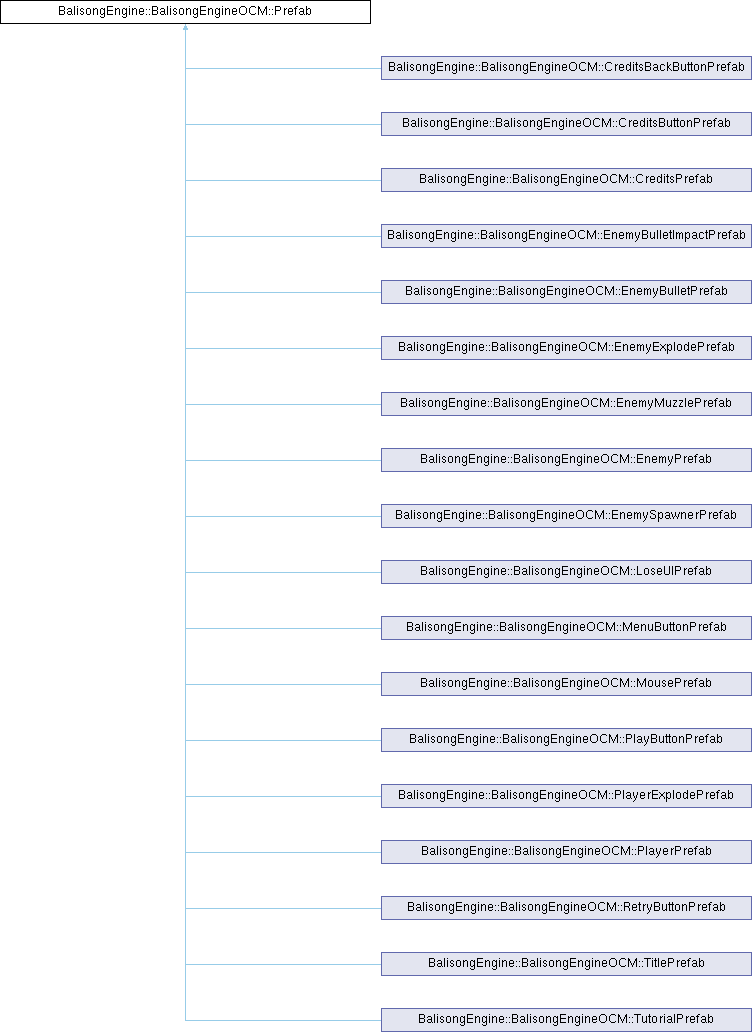 BalisongEngine::BalisongEngineOCM::Prefab
BalisongEngine::BalisongEngineOCM::CreditsBackButtonPrefab
BalisongEngine::BalisongEngineOCM::CreditsButtonPrefab
BalisongEngine::BalisongEngineOCM::CreditsPrefab
BalisongEngine::BalisongEngineOCM::EnemyBulletImpactPrefab
BalisongEngine::BalisongEngineOCM::EnemyBulletPrefab
BalisongEngine::BalisongEngineOCM::EnemyExplodePrefab
BalisongEngine::BalisongEngineOCM::EnemyMuzzlePrefab
BalisongEngine::BalisongEngineOCM::EnemyPrefab
BalisongEngine::BalisongEngineOCM::EnemySpawnerPrefab
BalisongEngine::BalisongEngineOCM::LoseUIPrefab
BalisongEngine::BalisongEngineOCM::MenuButtonPrefab
BalisongEngine::BalisongEngineOCM::MousePrefab
BalisongEngine::BalisongEngineOCM::PlayButtonPrefab
BalisongEngine::BalisongEngineOCM::PlayerExplodePrefab
BalisongEngine::BalisongEngineOCM::PlayerPrefab
BalisongEngine::BalisongEngineOCM::RetryButtonPrefab
BalisongEngine::BalisongEngineOCM::TitlePrefab
BalisongEngine::BalisongEngineOCM::TutorialPrefab